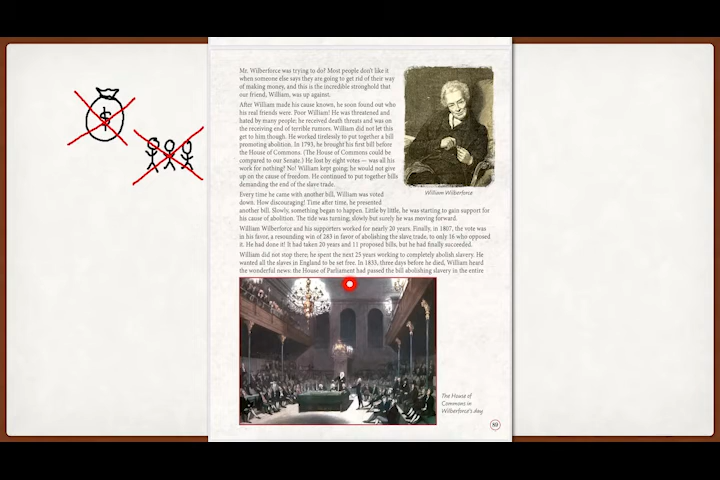 $
Mr. Wilberforce was trying to do? Most people don't like it
when someone else says they are going to get rid of their way
of making money, and this is the incredible stronghold that
our friend, William, was up against.
After William made his cause known, he soon found out who
his real friends were. Poor William! He was threatened and
hated by many people; he received death threats and was on
the receiving end of terrible rumors. William did not let this
get to him though. He worked tirelessly to put together a bill
promoting abolition. In 1793, he brought his first bill before
the House of Commons. (The House of Commons could be
compared to our Senate.) He lost by eight votes — was all his
work for nothing? No! William kept going; he would not give
up on the cause of freedom. He continued to put together bills
demanding the end of the slave trade.
Every time he came with another bill, William was voted
down. How discouraging! Time after time, he presented
another bill. Slowly, something began to happen. Little by little, he was starting to gain support for
his cause of abolition. The tide was turning; slowly but surely he was moving forward.
William Wilberforce and his supporters worked for nearly 20 years. Finally, in 1807, the vote was
in his favor, a resounding win of 283 in favor of abolishing the slave trade, to only 16 who opposed
it. He had done it! It had taken 20 years and 11 proposed bills, but he had finally succeeded.
William did not stop there; he spent the next 25 years working to completely abolish slavery. He
wanted all the slaves in England to be set free. In 1833, three days before he died, William heard
the wonderful news: the House of Parliament had passed the bill abolishing slavery in the entire
William Wilberforce
The House of
Commons in
Wilberforce's day
89